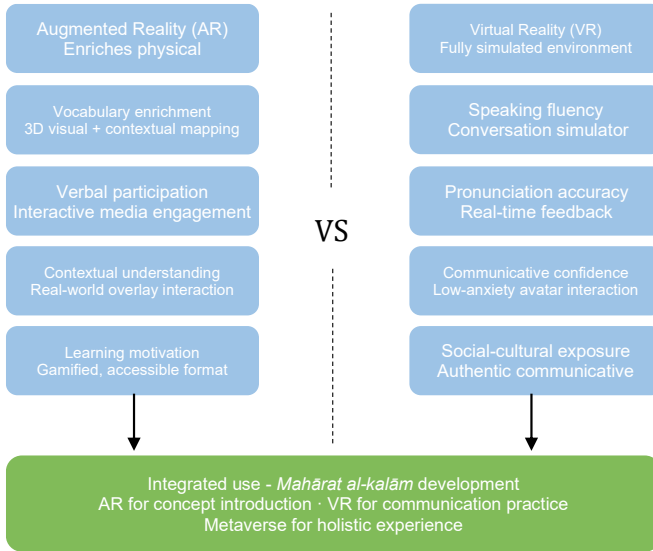 Augmented Reality (AR)
Enriches physical
Vocabulary enrichment
3D visual + contextual mapping
Verbal participation
Interactive media engagement
Contextual understanding
Real-world overlay interaction
Learning motivation
Gamified, accessible format
VS
Virtual Reality (VR)
Fully simulated environment
Speaking fluency
Conversation simulator
Pronunciation accuracy
Real-time feedback
Communicative confidence
Low-anxiety avatar interaction
Social-cultural exposure
Authentic communicative
Integrated use - Mahārat al-kalām development
AR for concept introduction · VR for communication practice
Metaverse for holistic experience